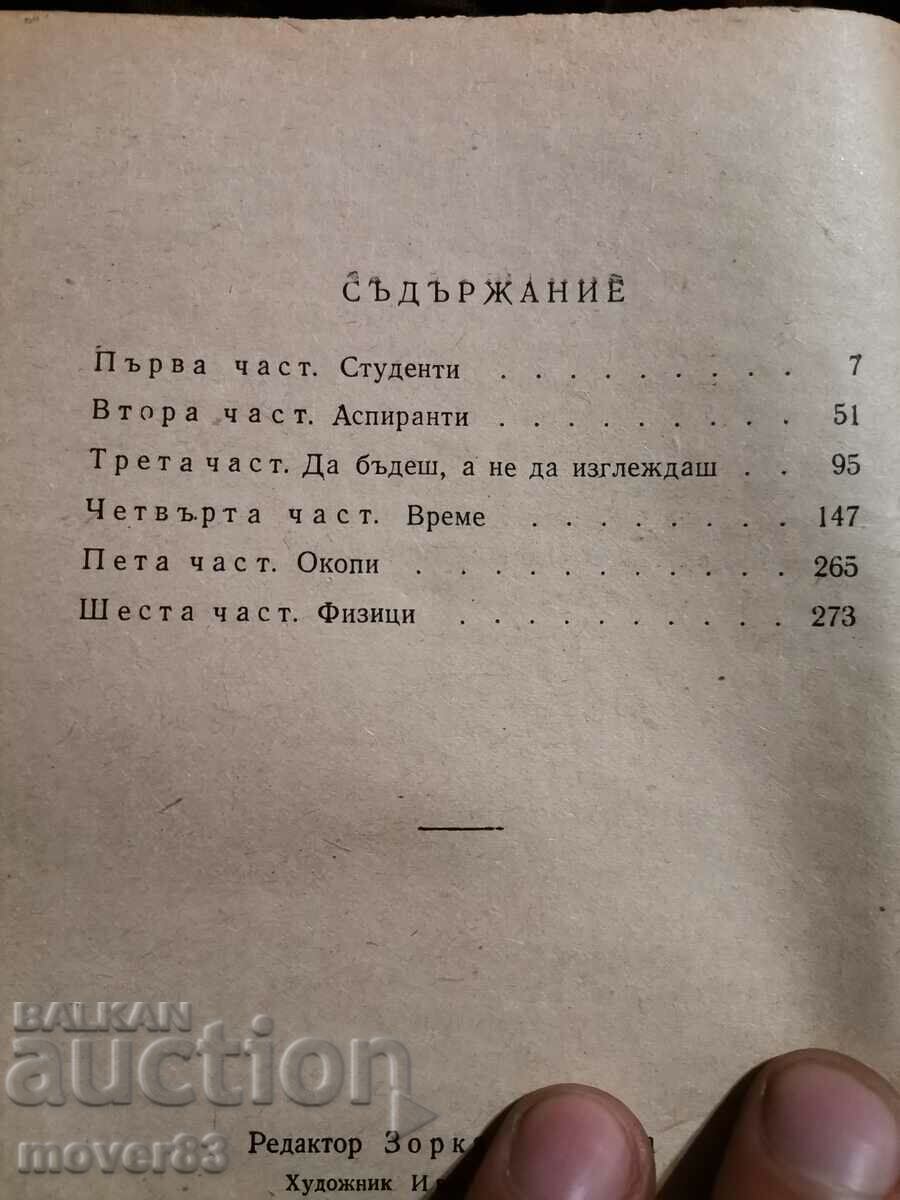 СЪДЪРЖАНИЕ
Първа част. Студенти . . . . . . . . . 7
Втора част. Аспиранти . . . . . . . . . 51
Трета част. Да бъдеш, а не да изглеждаш . . 95
Четвърта част. Време . . . . . . . . 147
Пета част. Окопи . . . . . . . . . . . 265
Шеста част. Физици . . . . . . . . . . 273
BALKAN
auction
mover83
Редактор
Художник